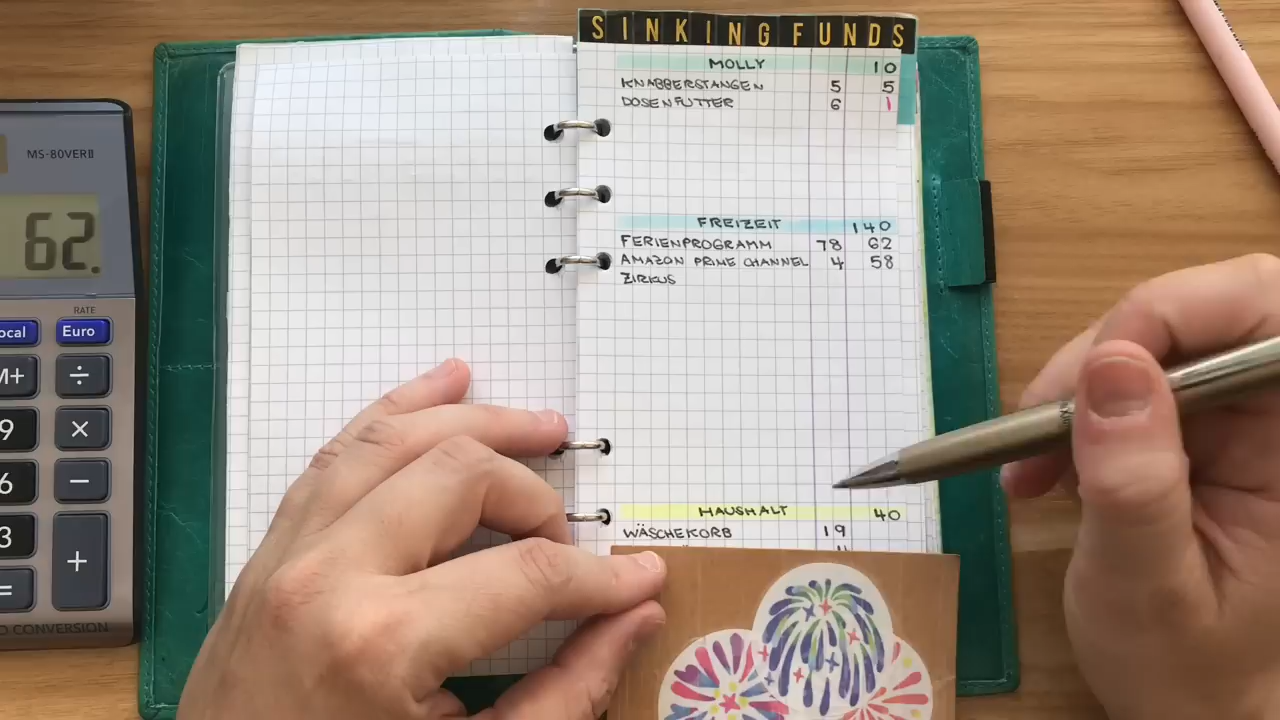 SINKING FUNDS
MOLLY 10
KNABBERSTANGEN 5 5
DOSENFUTTER 6 1
FREIZEIT 140
FERIENPROGRAMM 78 62
AMAZON PRIME CHANNEL 4 58
ZIRKUS
HAUSHALT 40
WÄSCHEKORB 19
MS-80VERII
62.
RATE
Euro
M+ ÷
9 ×
6 −
3 +
=
CONVERSION